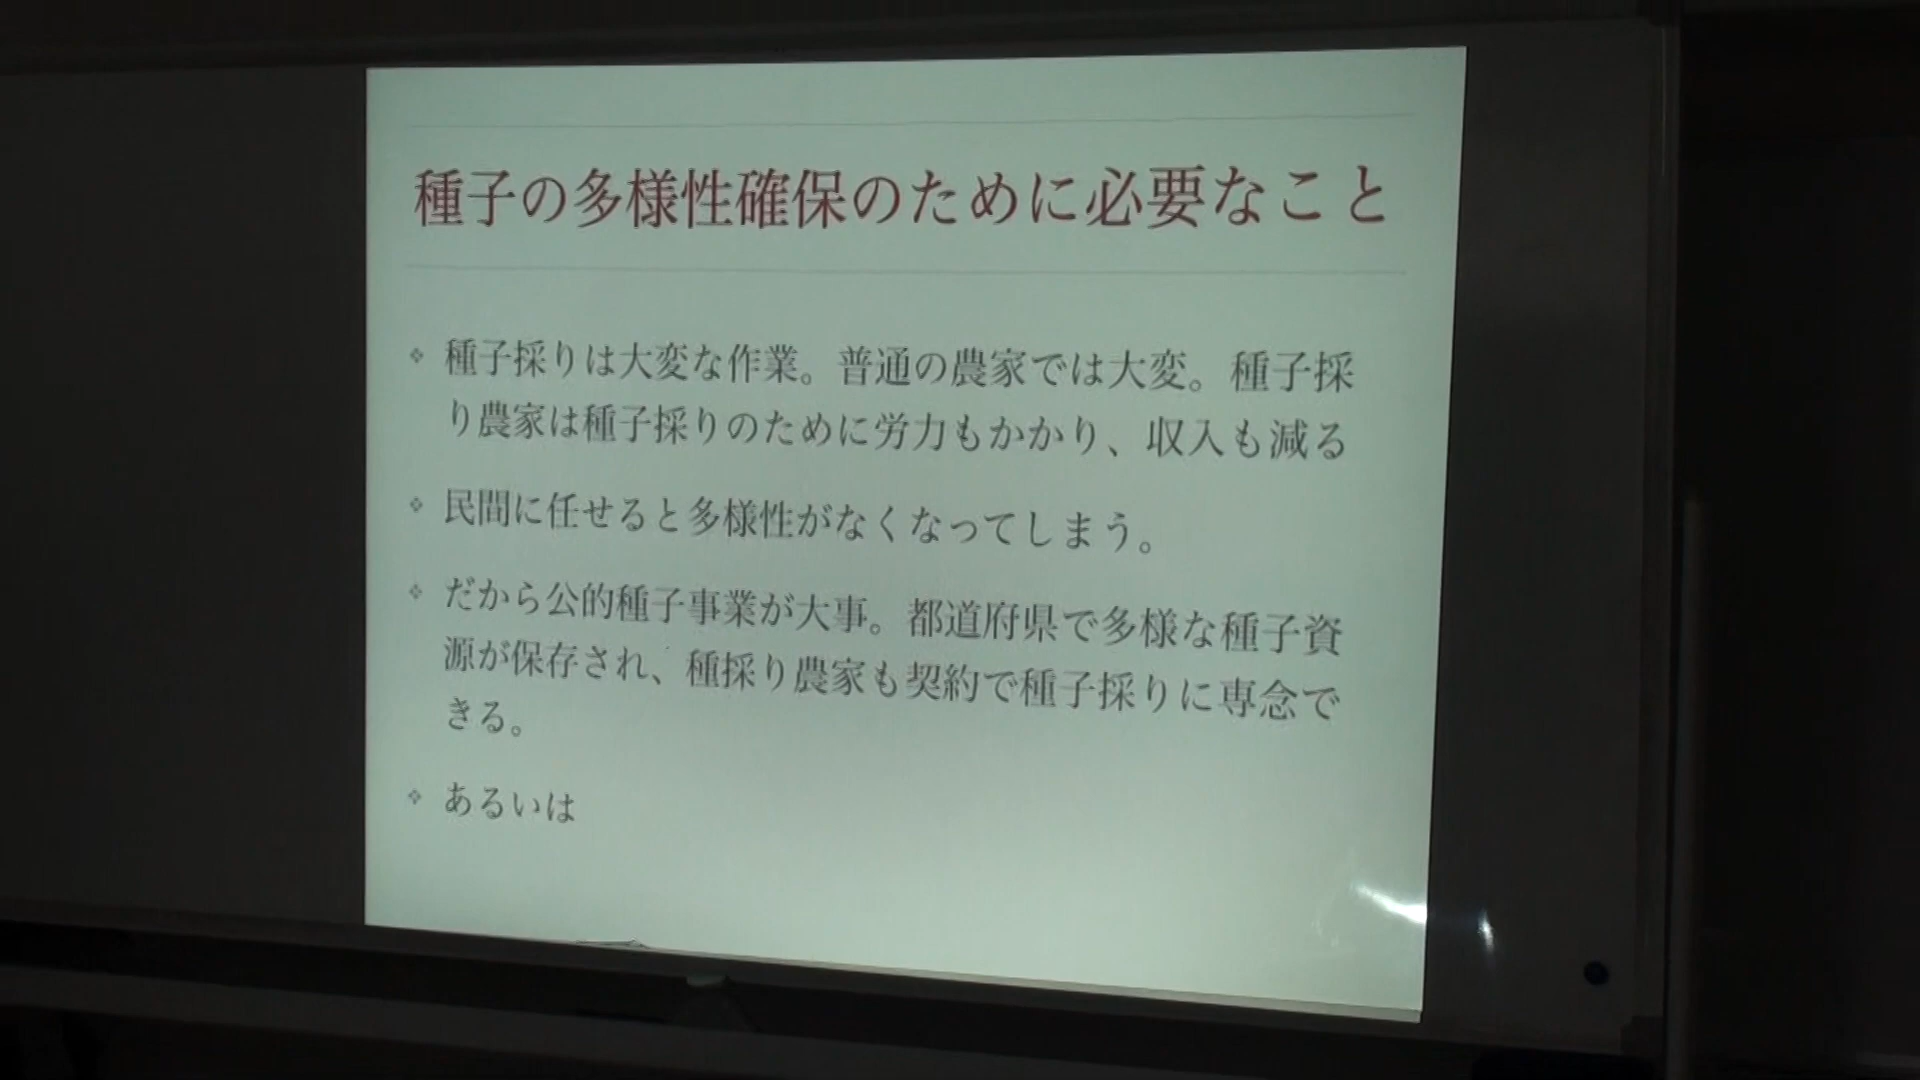 種子の多様性確保のために必要なこと
種子採りは大変な作業。普通の農家では大変。種子採
り農家は種子採りのために労力もかかり、収入も減る
民間に任せると多様性がなくなってしまう。
だから公的種子事業が大事。都道府県で多様な種子資
源が保存され、種採り農家も契約で種子採りに専念で
きる。
あるいは